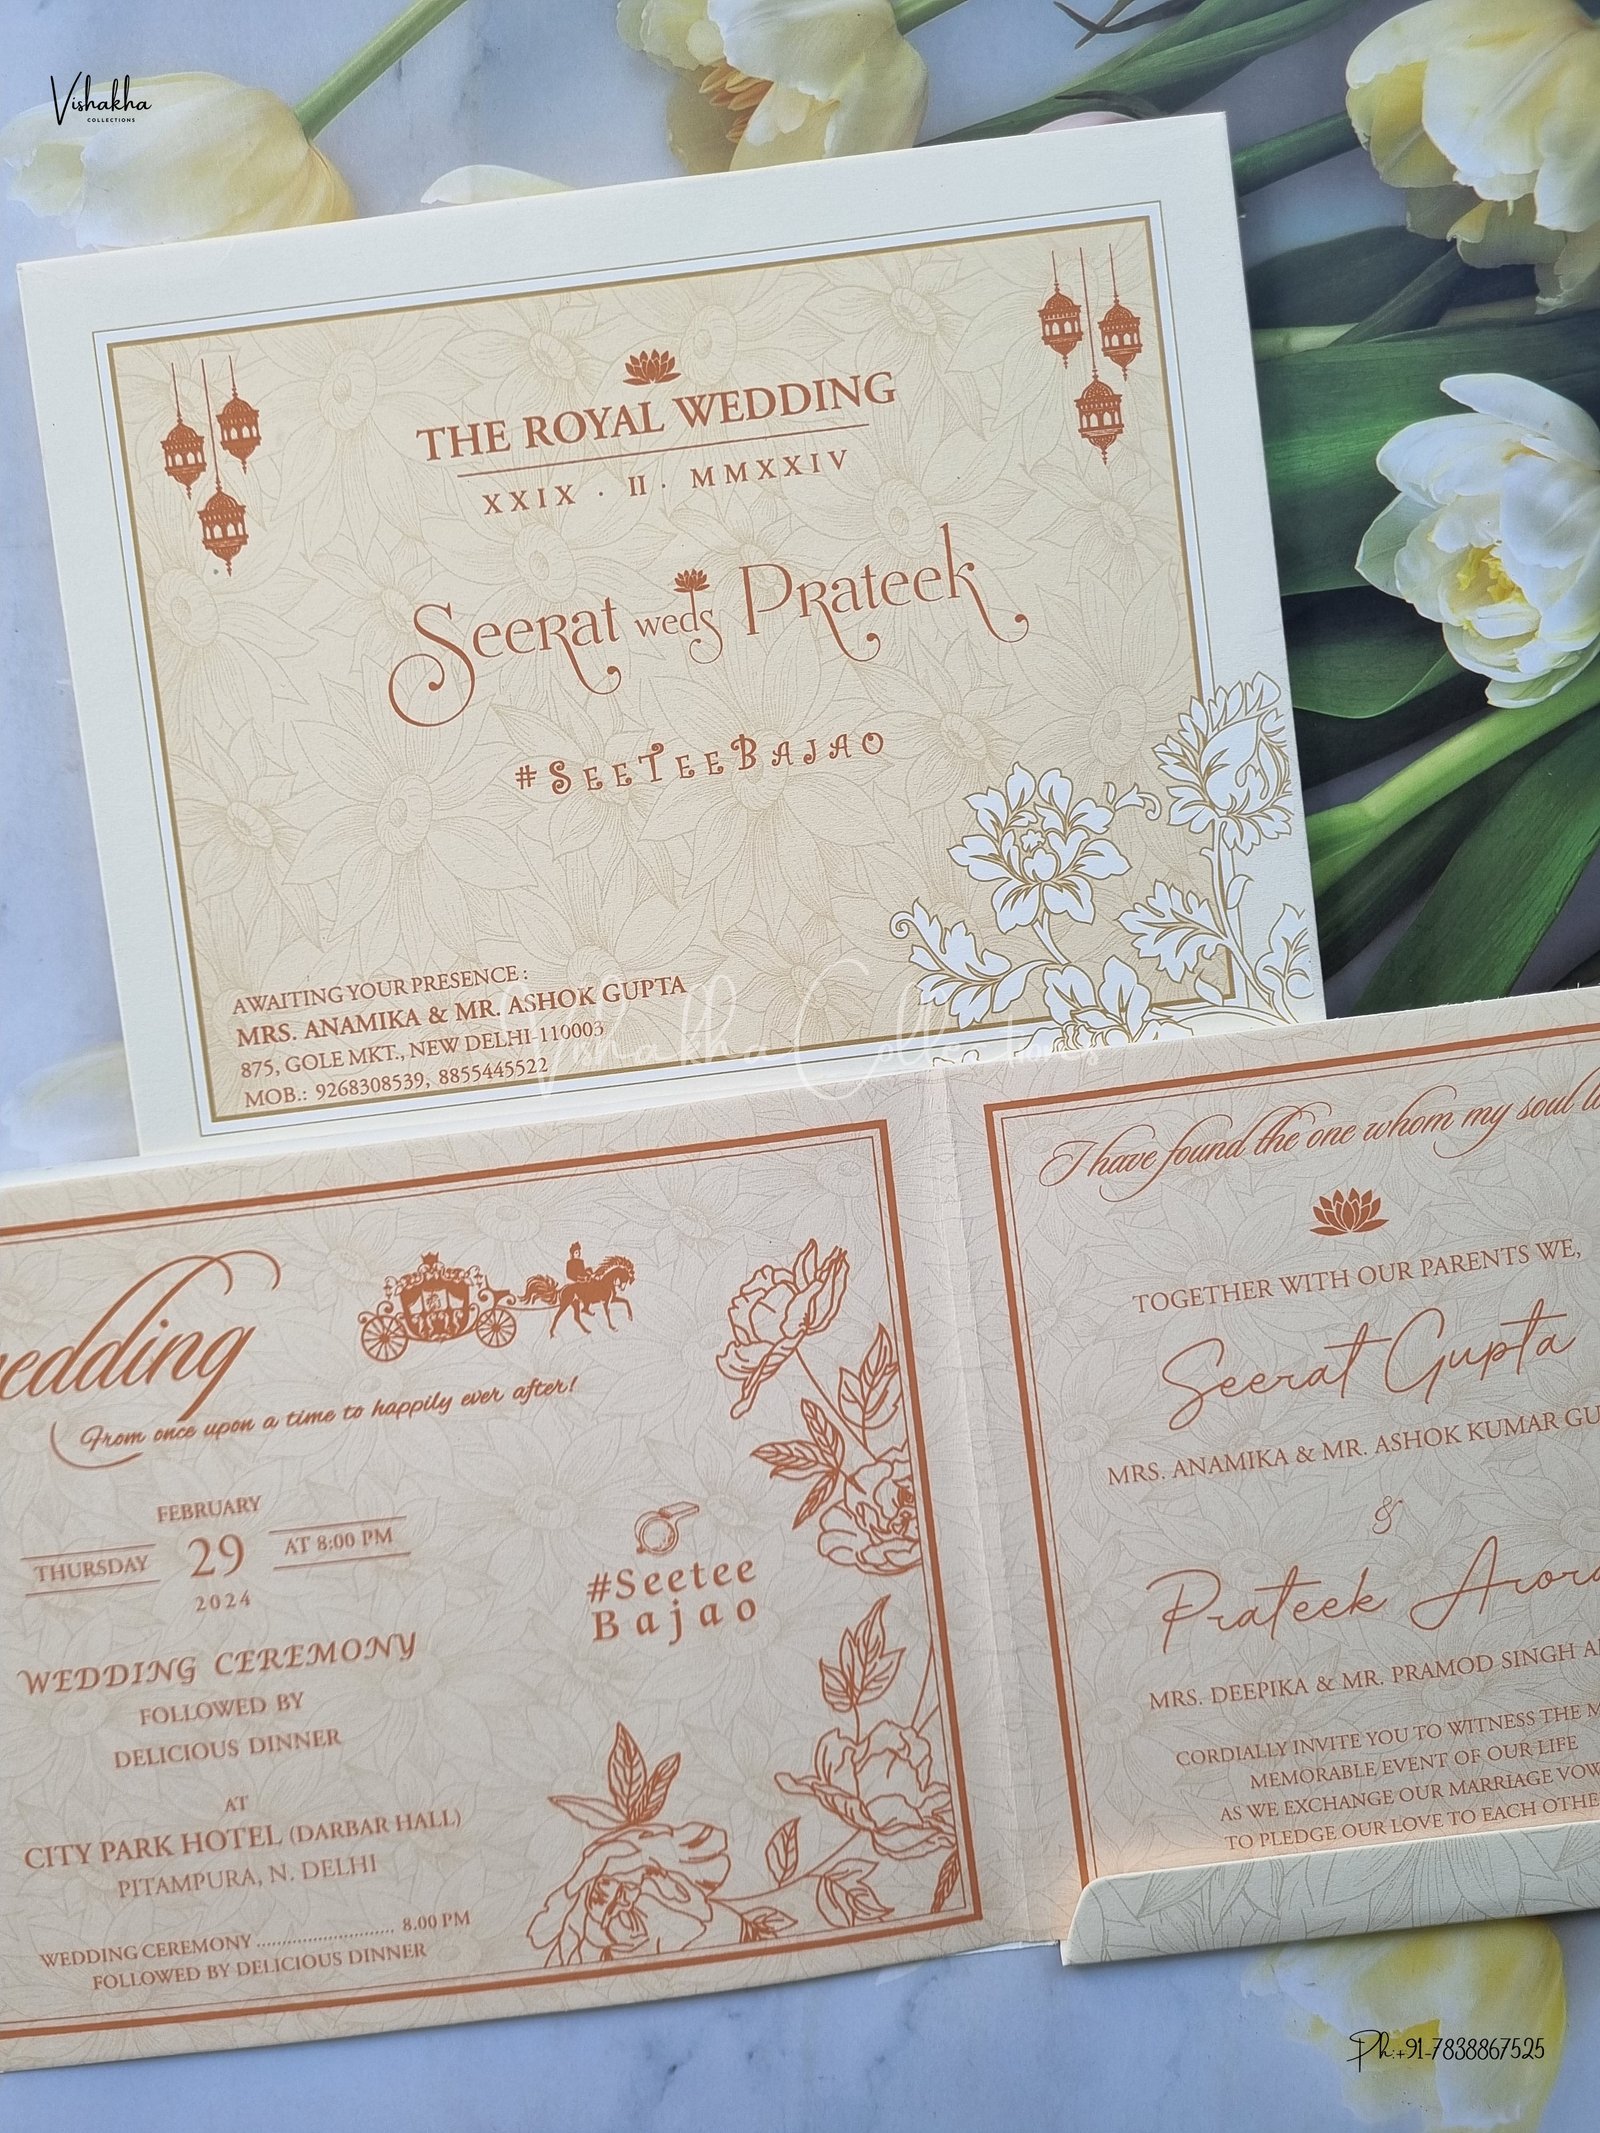 Vishakha
COLLECTIONS
THE ROYAL WEDDING
XXIX · II · MMXXIV
Seerat weds Prateek
#SeeTeeBajao
AWAITING YOUR PRESENCE :
MRS. ANAMIKA & MR. ASHOK GUPTA
875, GOLE MKT., NEW DELHI-110003
MOB.: 9268308539, 8855445522
Vishakha Collections
edding
From once upon a time to happily ever after!
FEBRUARY
THURSDAY 29 AT 8:00 PM
2024
#Seetee
Bajao
WEDDING CEREMONY
FOLLOWED BY
DELICIOUS DINNER
AT
CITY PARK HOTEL (DARBAR HALL)
PITAMPURA, N. DELHI
WEDDING CEREMONY ............................ 8.00 PM
FOLLOWED BY DELICIOUS DINNER
I have found the one whom my soul
TOGETHER WITH OUR PARENTS WE,
Seerat Gupta
MRS. ANAMIKA & MR. ASHOK KUMAR GU
&
Prateek Arora
MRS. DEEPIKA & MR. PRAMOD SINGH A
CORDIALLY INVITE YOU TO WITNESS THE M
MEMORABLE EVENT OF OUR LIFE
AS WE EXCHANGE OUR MARRIAGE VOW
TO PLEDGE OUR LOVE TO EACH OTHE
Ph:+91-7838867525